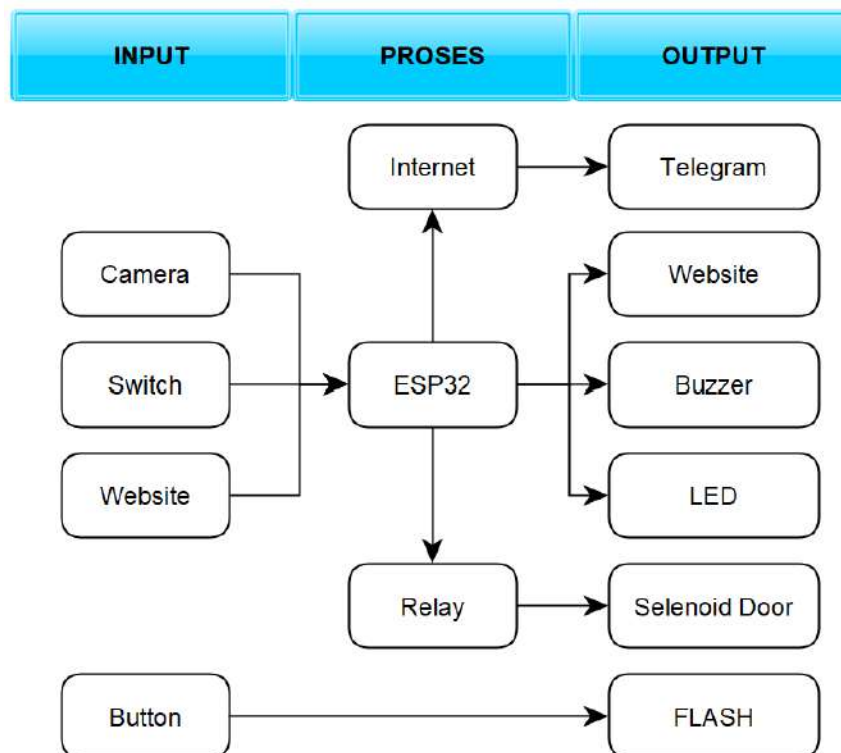 INPUT
PROSES
OUTPUT
Internet
Telegram
Camera
Website
Switch
ESP32
Buzzer
Website
LED
Relay
Selenoid Door
Button
FLASH